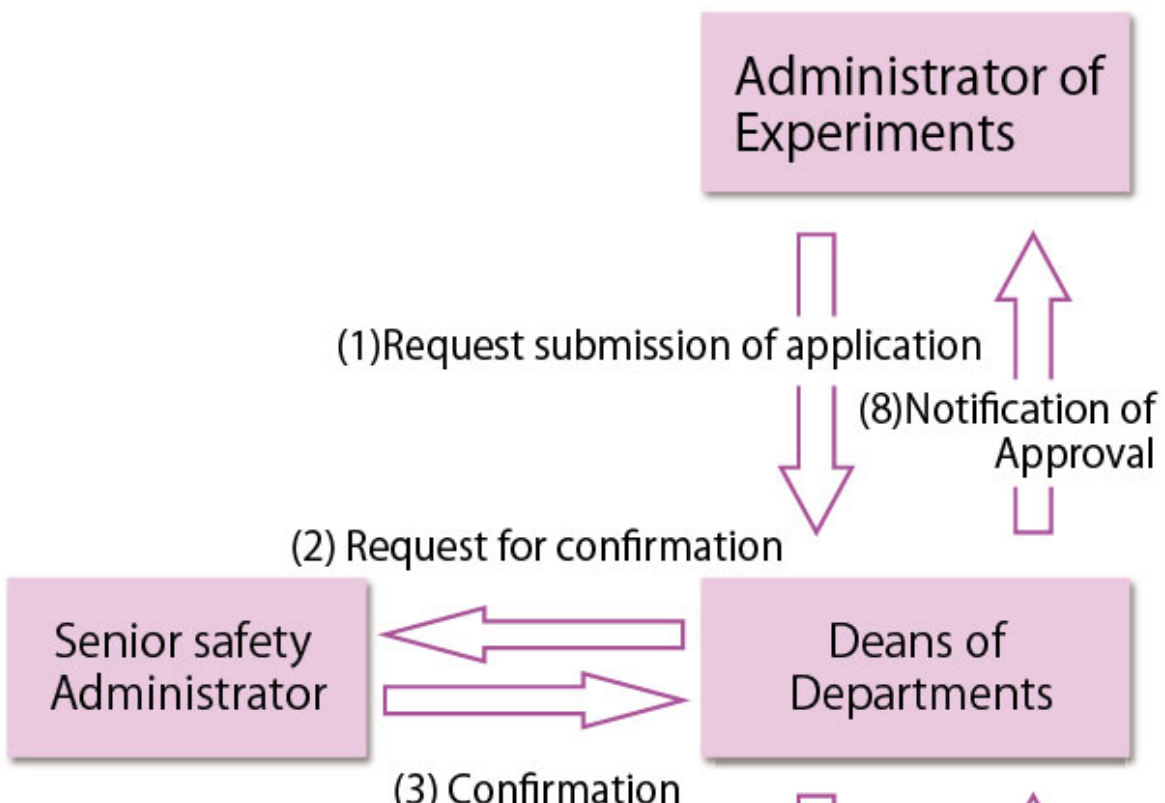 Administrator of
Experiments
(1)Request submission of application
(8)Notification of
Approval
(2) Request for confirmation
Senior safety
Administrator
Deans of
Departments
(3) Confirmation